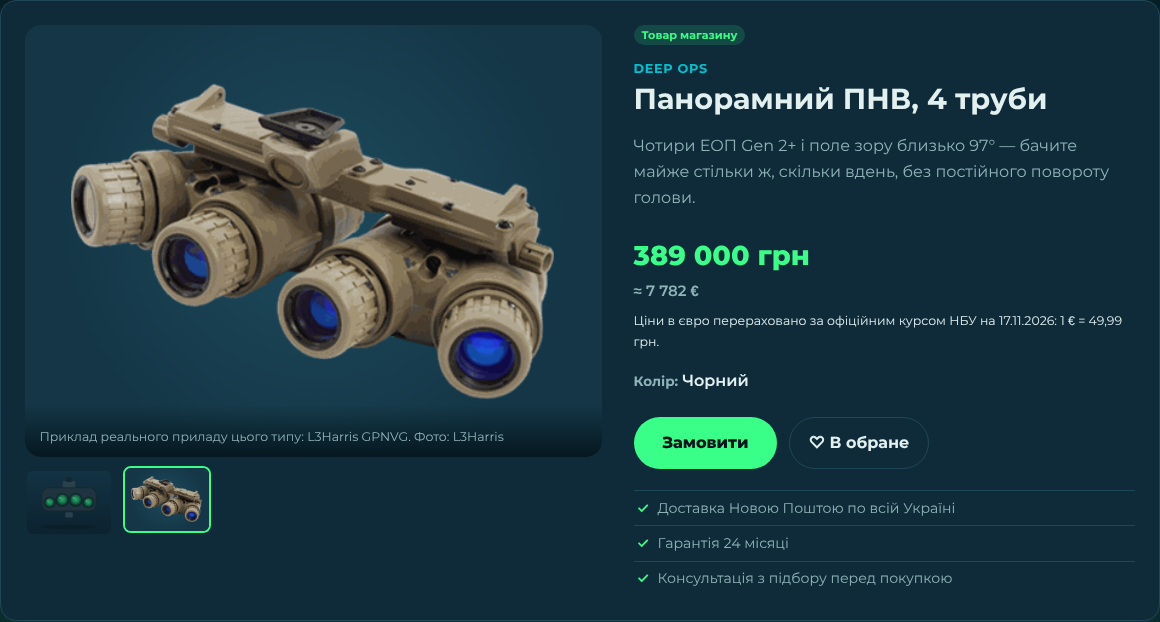 Товар магазину
DEEP OPS
Панорамний ПНВ, 4 труби
Чотири ЕОП Gen 2+ і поле зору близько 97° — бачите
майже стільки ж, скільки вдень, без постійного повороту
голови.
389 000 грн
≈ 7 782 €
Ціни в євро перераховано за офіційним курсом НБУ на 17.11.2026: 1 € = 49,99
грн.
Колір: Чорний
Замовити
♡ В обране
Доставка Новою Поштою по всій Україні
Гарантія 24 місяці
Консультація з підбору перед покупкою
Приклад реального приладу цього типу: L3Harris GPNVG. Фото: L3Harris